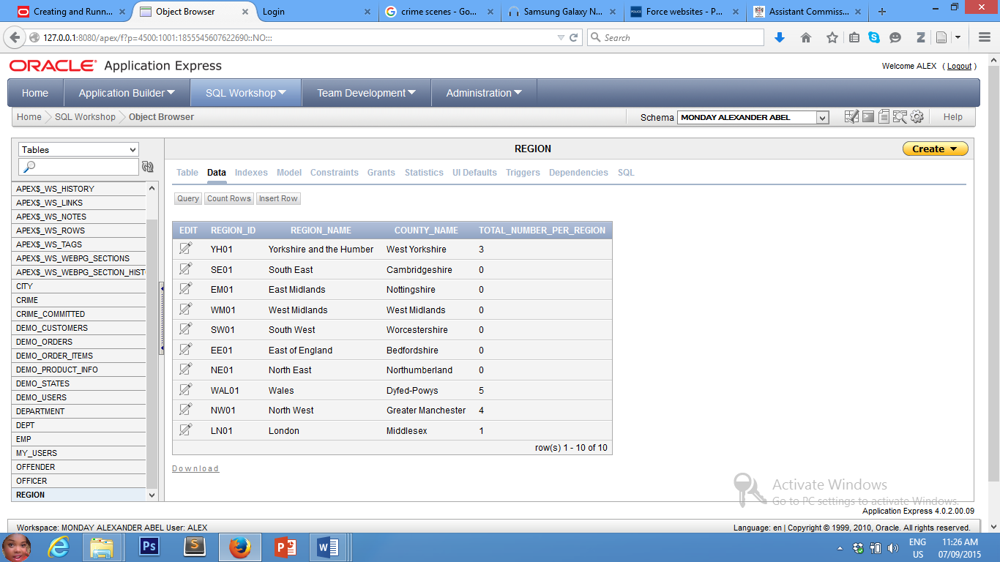 Creating and Runn... Object Browser Login crime scenes - Go... Samsung Galaxy N... Force websites - P... Assistant Commiss...
127.0.0.1:8080/apex/f?p=4500:1001:1855545607622690::NO::: Search
ORACLE Application Express Welcome ALEX ( Logout )
Home Application Builder SQL Workshop Team Development Administration
Home SQL Workshop Object Browser Schema MONDAY ALEXANDER ABEL Help
Tables REGION Create
Table Data Indexes Model Constraints Grants Statistics UI Defaults Triggers Dependencies SQL
Query Count Rows Insert Row
APEX$_WS_HISTORY
APEX$_WS_LINKS
APEX$_WS_NOTES
APEX$_WS_ROWS
APEX$_WS_TAGS
APEX$_WS_WEBPG_SECTIONS
APEX$_WS_WEBPG_SECTION_HIST
CITY
CRIME
CRIME_COMMITTED
DEMO_CUSTOMERS
DEMO_ORDERS
DEMO_ORDER_ITEMS
DEMO_PRODUCT_INFO
DEMO_STATES
DEMO_USERS
DEPARTMENT
DEPT
EMP
MY_USERS
OFFENDER
OFFICER
REGION
EDIT REGION_ID REGION_NAME COUNTY_NAME TOTAL_NUMBER_PER_REGION
YH01 Yorkshire and the Humber West Yorkshire 3
SE01 South East Cambridgeshire 0
EM01 East Midlands Nottingshire 0
WM01 West Midlands West Midlands 0
SW01 South West Worcestershire 0
EE01 East of England Bedfordshire 0
NE01 North East Northumberland 0
WAL01 Wales Dyfed-Powys 5
NW01 North West Greater Manchester 4
LN01 London Middlesex 1
row(s) 1 - 10 of 10
Download
Activate Windows
Go to PC settings to activate Windows.
Application Express 4.0.2.00.09
Workspace: MONDAY ALEXANDER ABEL User: ALEX Language: en | Copyright © 1999, 2010, Oracle. All rights reserved.
ENG 11:26 AM
US 07/09/2015